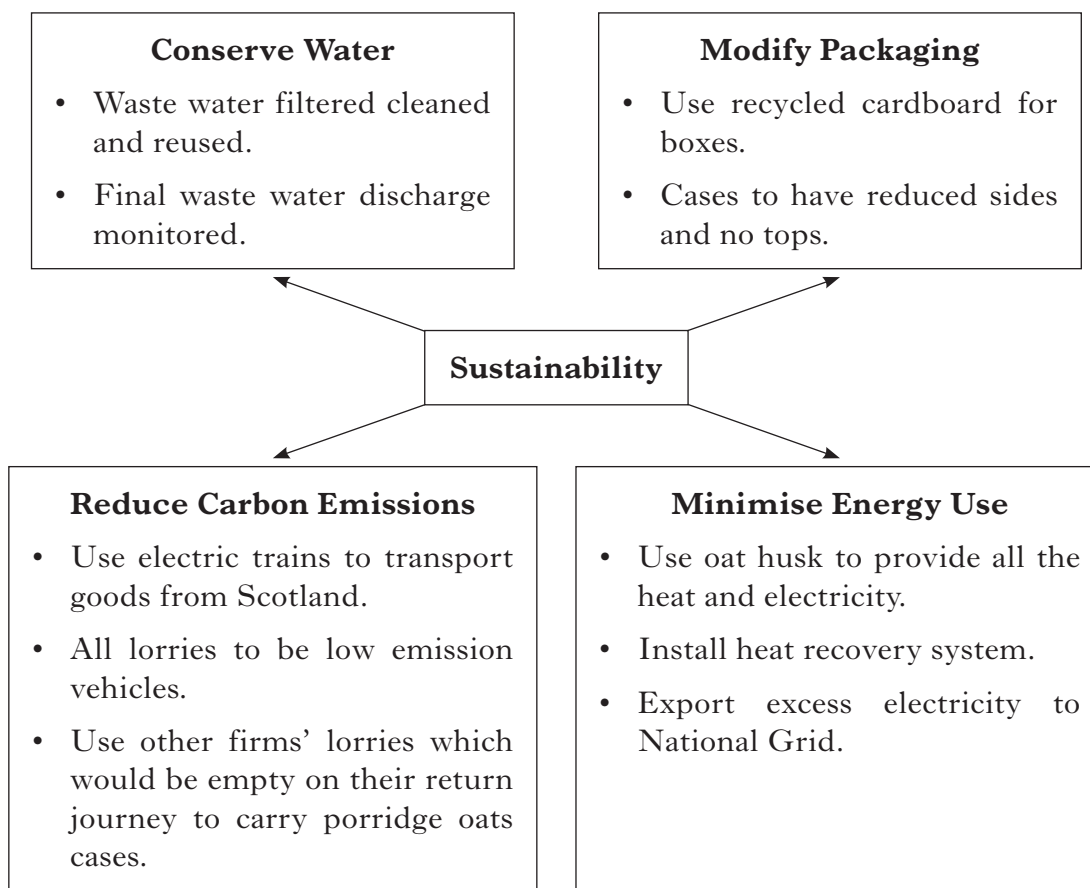 Conserve Water
• Waste water filtered cleaned
and reused.
• Final waste water discharge
monitored.
Modify Packaging
• Use recycled cardboard for
boxes.
• Cases to have reduced sides
and no tops.
Sustainability
Reduce Carbon Emissions
• Use electric trains to transport
goods from Scotland.
• All lorries to be low emission
vehicles.
• Use other firms’ lorries which
would be empty on their return
journey to carry porridge oats
cases.
Minimise Energy Use
• Use oat husk to provide all the
heat and electricity.
• Install heat recovery system.
• Export excess electricity to
National Grid.